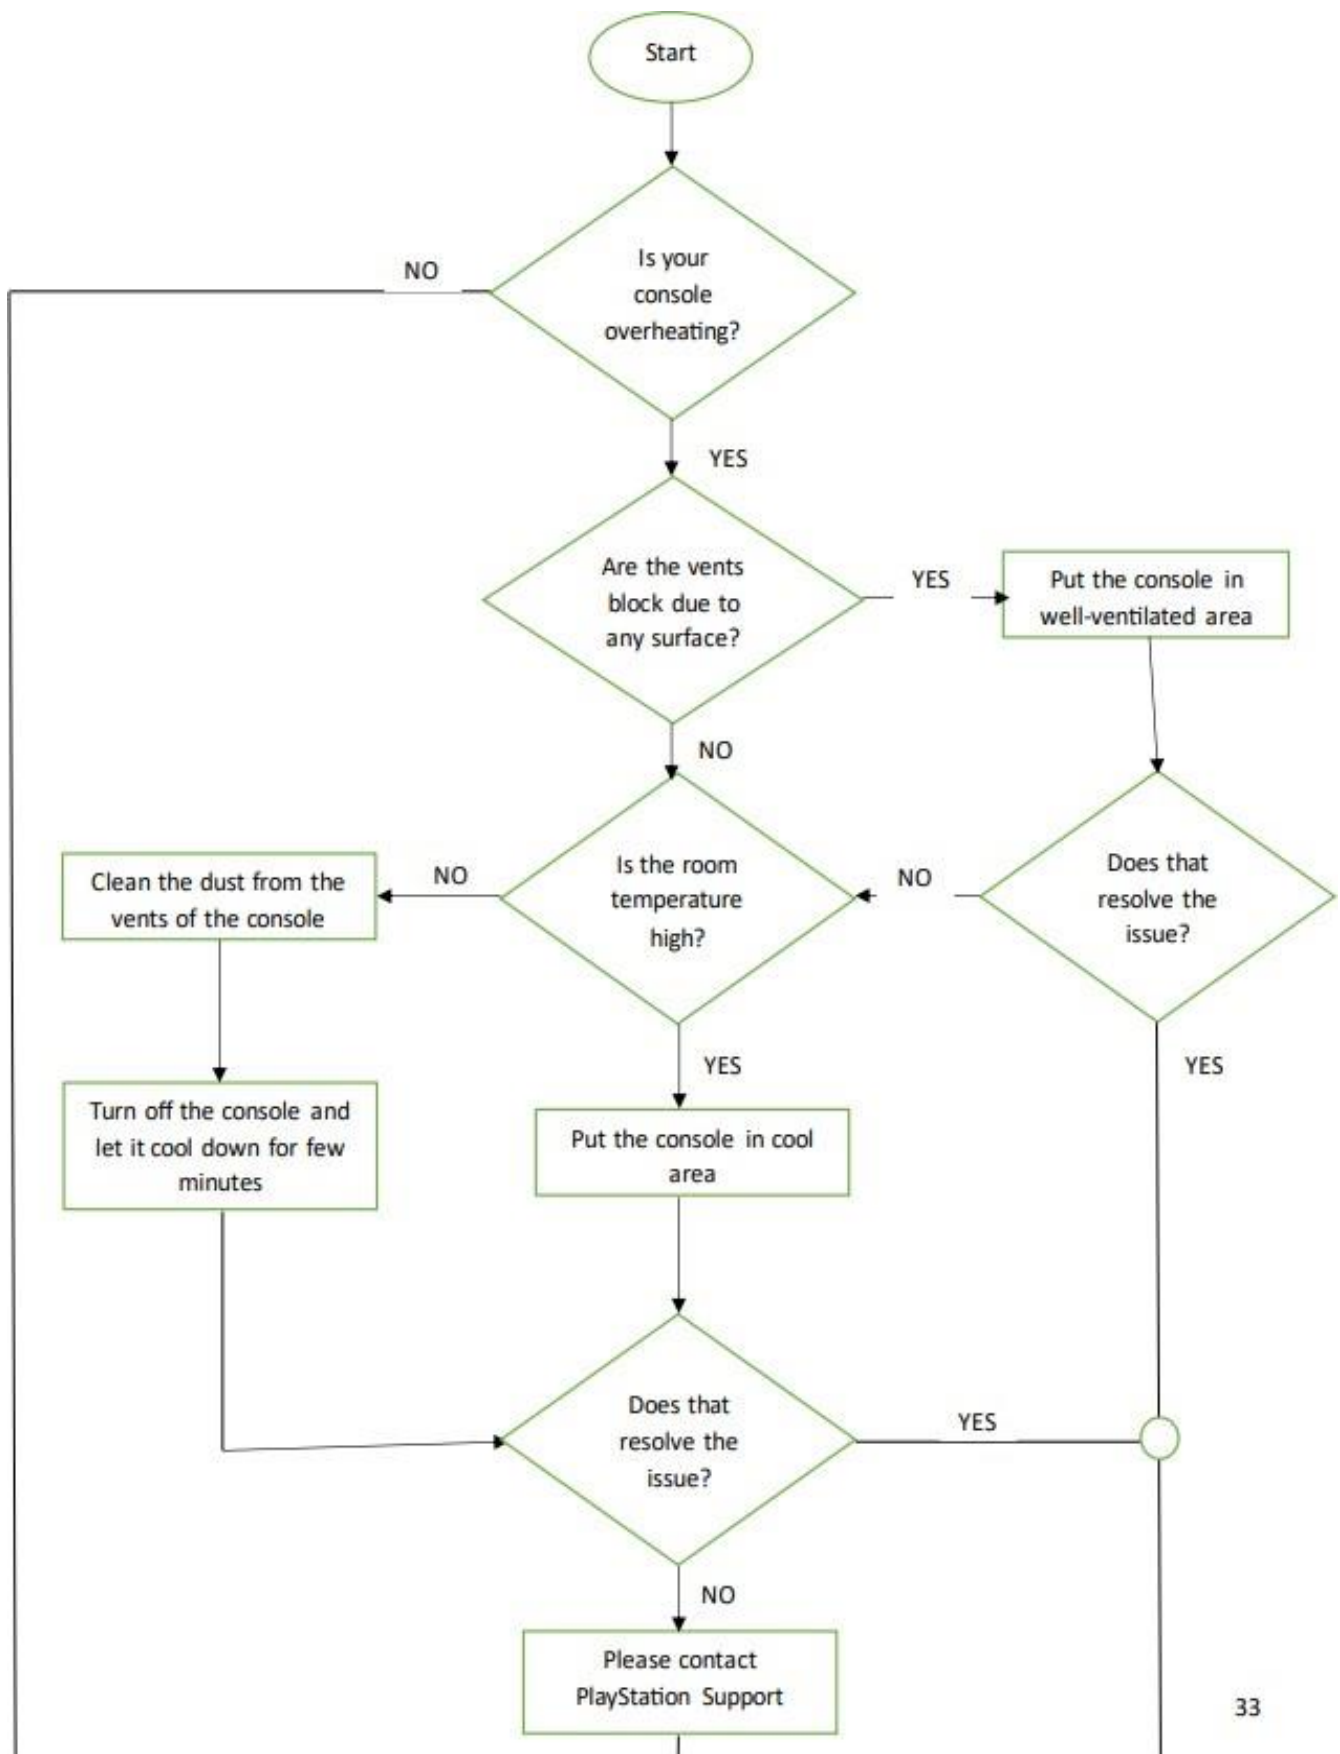 Start
NO
Is your
console
overheating?
YES
Are the vents
block due to
any surface?
YES
Put the console in
well-ventilated area
NO
Clean the dust from the
vents of the console
NO
Is the room
temperature
high?
NO
Does that
resolve the
issue?
YES
YES
Turn off the console and
let it cool down for few
minutes
Put the console in cool
area
Does that
resolve the
issue?
YES
NO
Please contact
PlayStation Support
33